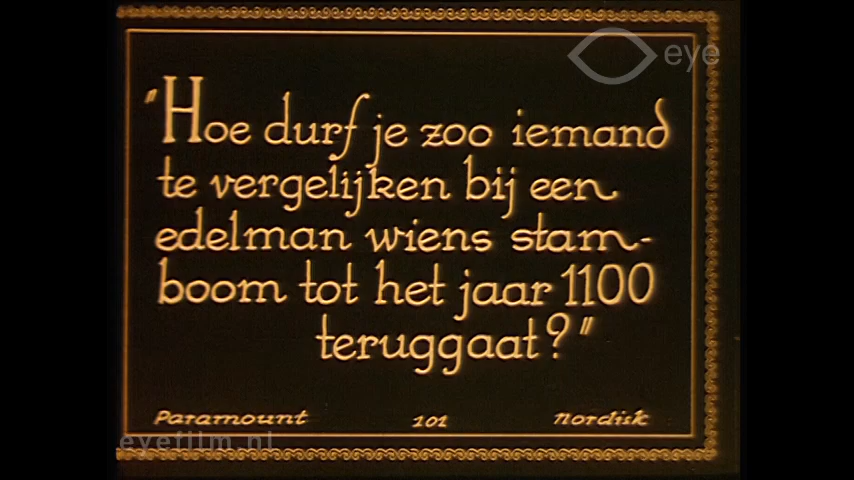 eye
"Hoe durf je zoo iemand
te vergelijken bij een
edelman wiens stam-
boom tot het jaar 1100
teruggaat?"
Paramount 101 Nordisk
eyefilm.nl